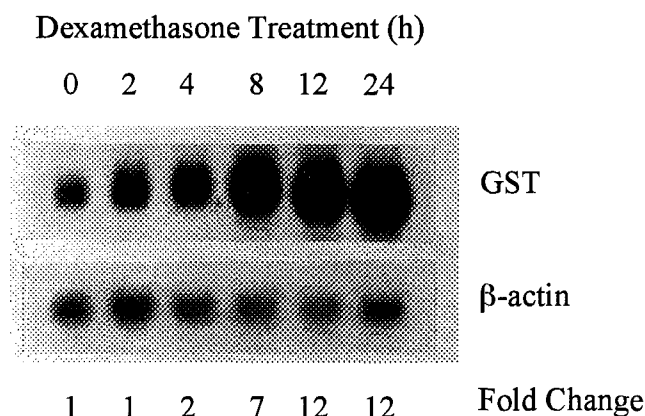 Dexamethasone Treatment (h)
0 2 4 8 12 24
GST
β-actin
1 1 2 7 12 12 Fold Change